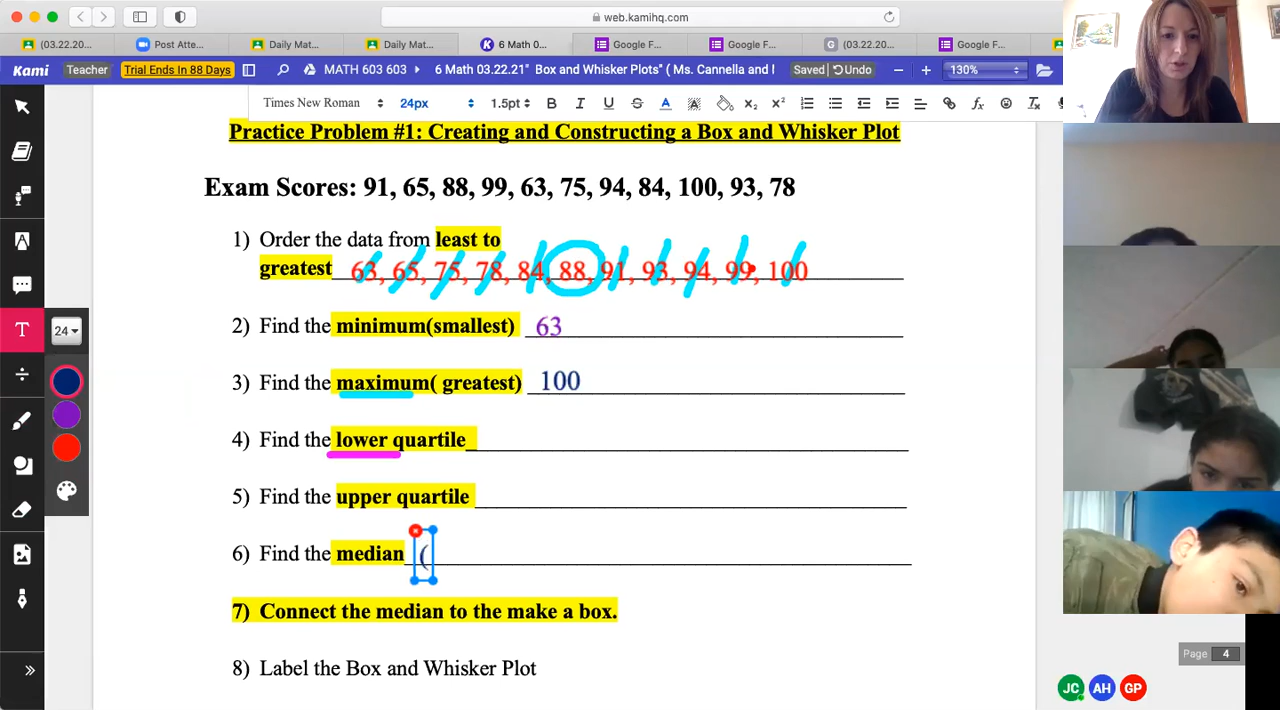 web.kamihq.com
(03.22.20...
Post Atte...
Daily Mat...
Daily Mat...
6 Math 0...
Google F...
Google F...
(03.22.20...
Google F...
Kami
Teacher
Trial Ends In 88 Days
MATH 603 603
6 Math 03.22.21" Box and Whisker Plots" ( Ms. Cannella and
Saved
Undo
130%
Times New Roman
24px
1.5pt
B I U S A X₂ X²
Practice Problem #1: Creating and Constructing a Box and Whisker Plot
Exam Scores: 91, 65, 88, 99, 63, 75, 94, 84, 100, 93, 78
1) Order the data from least to
greatest 63, 65, 75, 78, 84, 88, 91, 93, 94, 99, 100
2) Find the minimum(smallest) 63
24
3) Find the maximum( greatest) 100
4) Find the lower quartile
5) Find the upper quartile
6) Find the median (
7) Connect the median to the make a box.
8) Label the Box and Whisker Plot
Page 4
JC AH GP